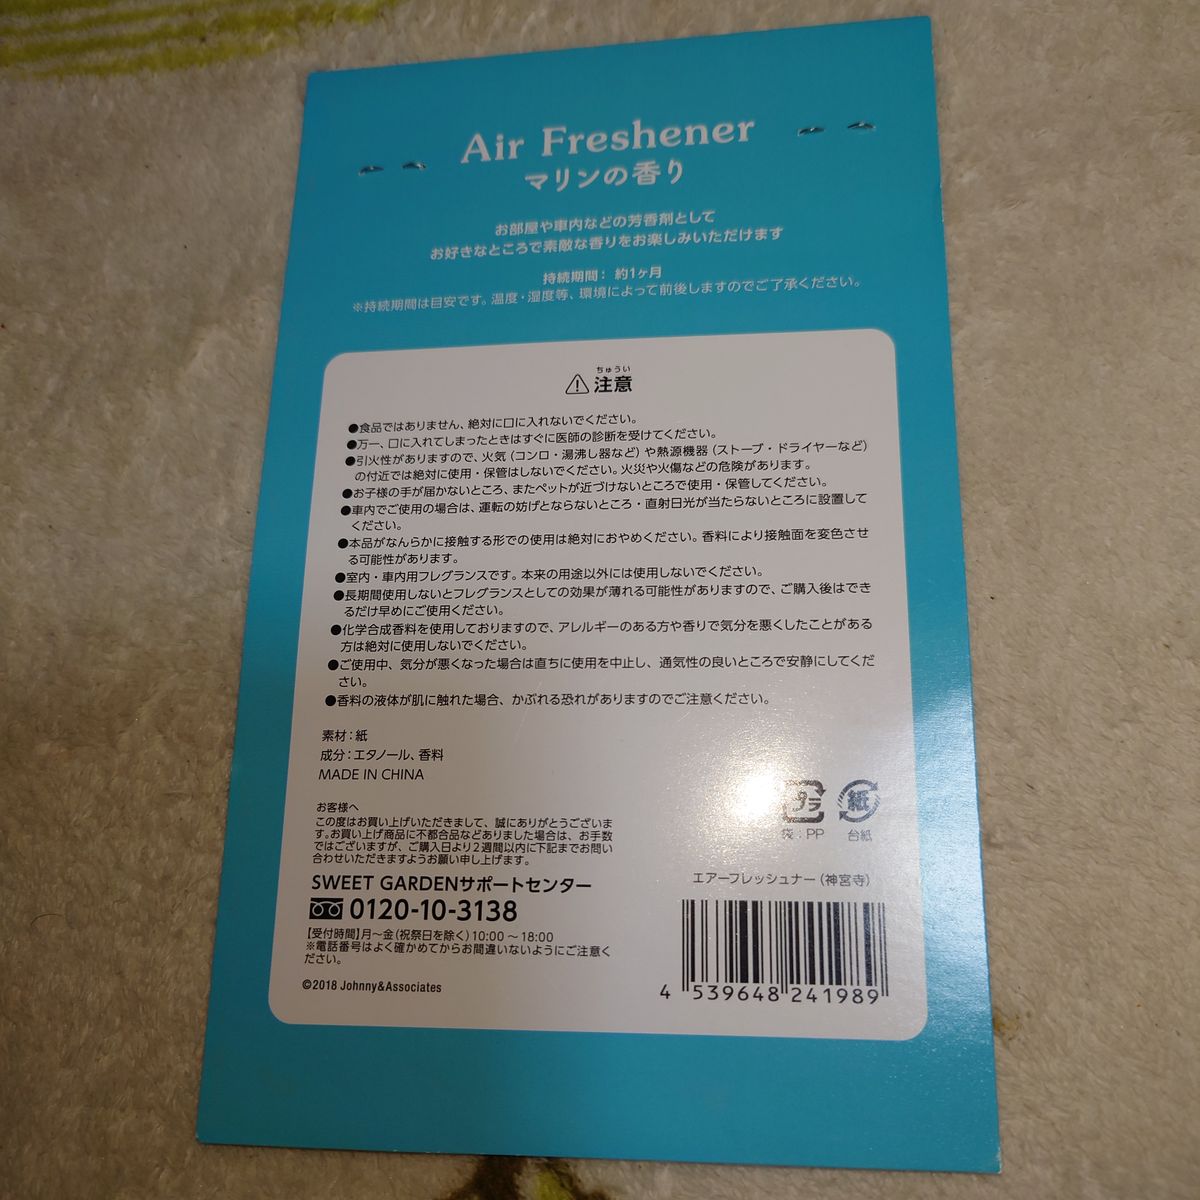 Air Freshener
マリンの香り
お部屋や車内などの芳香剤として
お好きなところで素敵な香りをお楽しみいただけます
持続期間：約1ヶ月
※持続期間は目安です。温度・湿度等、環境によって前後しますのでご了承ください。
ちゅうい
注意
●食品ではありません、絶対に口に入れないでください。
●万一、口に入れてしまったときはすぐに医師の診断を受けてください。
●引火性がありますので、火気（コンロ・湯沸し器など）や熱源機器（ストーブ・ドライヤーなど）
の付近では絶対に使用・保管はしないでください。火災や火傷などの危険があります。
●お子様の手が届かないところ、またペットが近づけないところで使用・保管してください。
●車内でご使用の場合は、運転の妨げとならないところ・直射日光が当たらないところに設置して
ください。
●本品がなんらかに接触する形での使用は絶対におやめください。香料により接触面を変色させ
る可能性があります。
●室内・車内用フレグランスです。本来の用途以外には使用しないでください。
●長期間使用しないとフレグランスとしての効果が薄れる可能性がありますので、ご購入後はでき
るだけ早めにご使用ください。
●化学合成香料を使用しておりますので、アレルギーのある方や香りで気分を悪くしたことがある
方は絶対に使用しないでください。
●ご使用中、気分が悪くなった場合は直ちに使用を中止し、通気性の良いところで安静にしてくだ
さい。
●香料の液体が肌に触れた場合、かぶれる恐れがありますのでご注意ください。
素材：紙
成分：エタノール、香料
MADE IN CHINA
お客様へ
この度はお買い上げいただきまして、誠にありがとうございま
す。お買い上げ商品に不都合品などありました場合は、お手数
ではございますが、ご購入日より2週間以内に下記までお問い
合わせいただきますようお願い申し上げます。
SWEET GARDENサポートセンター
0120-10-3138
【受付時間】月～金（祝祭日を除く）10:00～18:00
※電話番号はよく確かめてからお間違いないようにご注意く
ださい。
©2018 Johnny&Associates
プラ
紙
袋：PP
台紙
エアーフレッシュナー（神宮寺）
4 539648 241989